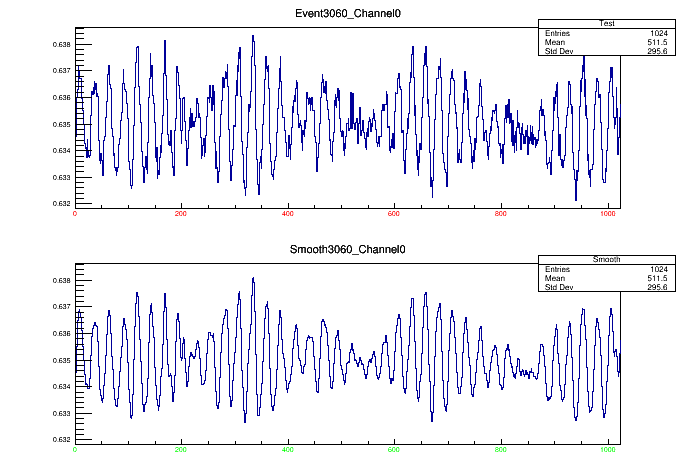 Event3060_Channel0
Test
Entries 1024
Mean 511.5
Std Dev 295.6
0.638
0.637
0.636
0.635
0.634
0.633
0.632
0 200 400 600 800 1000
Smooth3060_Channel0
Smooth
Entries 1024
Mean 511.5
Std Dev 295.6
0.638
0.637
0.636
0.635
0.634
0.633
0.632
0 200 400 600 800 1000